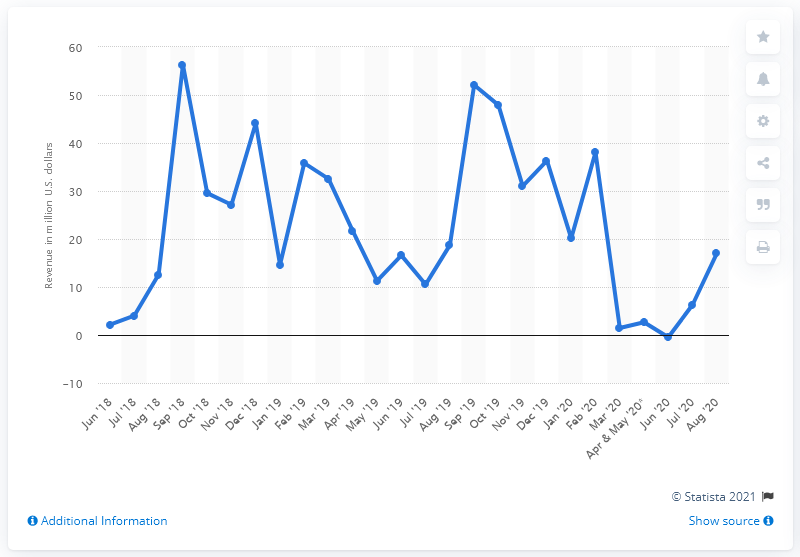 60
50
40
30
20
10
0
−10
Revenue in million U.S. dollars
Jun '18
Jul '18
Aug '18
Sep '18
Oct '18
Nov '18
Dec '18
Jan '19
Feb '19
Mar '19
Apr '19
May '19
Jun '19
Jul '19
Aug '19
Sep '19
Oct '19
Nov '19
Dec '19
Jan '20
Feb '20
Mar '20
Apr & May '20*
Jun '20
Jul '20
Aug '20
© Statista 2021
Additional Information
Show source